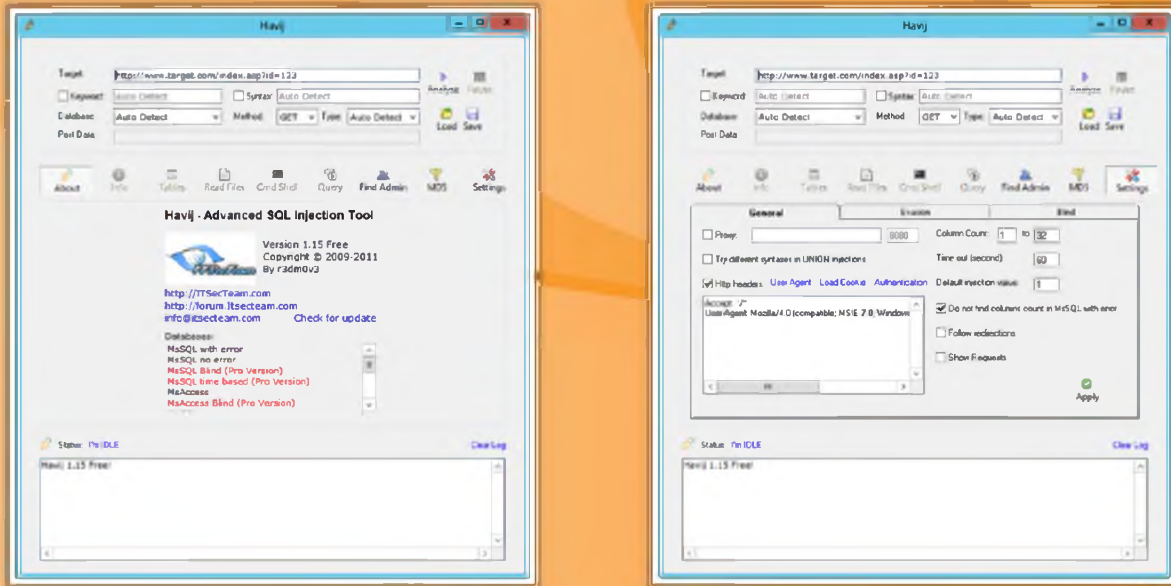 Havij
Target
http://www.target.com/index.asp?id=123
Keyword
Auto Detect
Syntax
Auto Detect
Analyze
Pause
Database
Auto Detect
Method
GET
Type
Auto Detect
Load
Save
Post Data
About
Info
Tables
Read Files
Cmd Shell
Query
Find Admin
MD5
Settings
Havij - Advanced SQL Injection Tool
Version 1.15 Free
Copyright © 2009-2011
By r3dm0v3
http://ITSecTeam.com
http://forum.itsecteam.com
info@itsecteam.com
Check for update
Databases:
MsSQL with error
MsSQL no error
MsSQL Blind (Pro Version)
MsSQL time based (Pro Version)
MsAccess
MsAccess Blind (Pro Version)
Status: I'm IDLE
Clear Log
Havij 1.15 Free!
Havij
Target
http://www.target.com/index.asp?id=123
Keyword
Auto Detect
Syntax
Auto Detect
Analyze
Pause
Database
Auto Detect
Method
GET
Type
Auto Detect
Load
Save
Post Data
About
Info
Tables
Read Files
Cmd Shell
Query
Find Admin
MD5
Settings
General
Evasion
Blind
Proxy:
8080
Column Count:
1
to
32
Try different syntaxes in UNION injections
Time out (second)
60
Http headers
User Agent
Load Cookie
Authentication
Default injection value:
1
Accept: */*
User-Agent: Mozilla/4.0 (compatible; MSIE 7.0; Windows
Do not find columns count in MsSQL with error
Follow redirections
Show Requests
Apply
Status: I'm IDLE
Clear Log
Havij 1.15 Free!